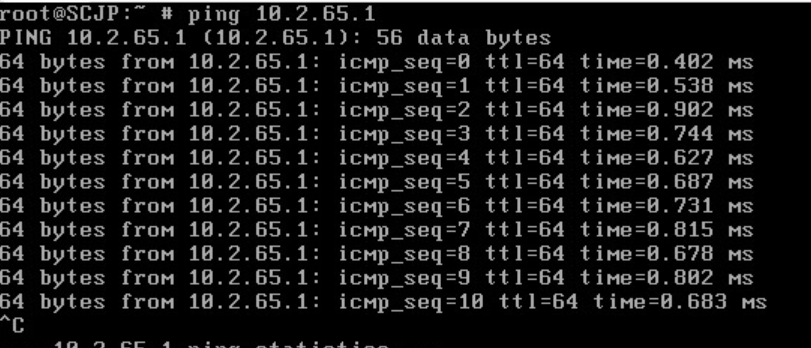 root@SCJP:~ # ping 10.2.65.1
PING 10.2.65.1 (10.2.65.1): 56 data bytes
64 bytes from 10.2.65.1: icmp_seq=0 ttl=64 time=0.402 ms
64 bytes from 10.2.65.1: icmp_seq=1 ttl=64 time=0.538 ms
64 bytes from 10.2.65.1: icmp_seq=2 ttl=64 time=0.902 ms
64 bytes from 10.2.65.1: icmp_seq=3 ttl=64 time=0.744 ms
64 bytes from 10.2.65.1: icmp_seq=4 ttl=64 time=0.627 ms
64 bytes from 10.2.65.1: icmp_seq=5 ttl=64 time=0.687 ms
64 bytes from 10.2.65.1: icmp_seq=6 ttl=64 time=0.731 ms
64 bytes from 10.2.65.1: icmp_seq=7 ttl=64 time=0.815 ms
64 bytes from 10.2.65.1: icmp_seq=8 ttl=64 time=0.678 ms
64 bytes from 10.2.65.1: icmp_seq=9 ttl=64 time=0.802 ms
64 bytes from 10.2.65.1: icmp_seq=10 ttl=64 time=0.683 ms
^C
10.2.65.1 ping statistics